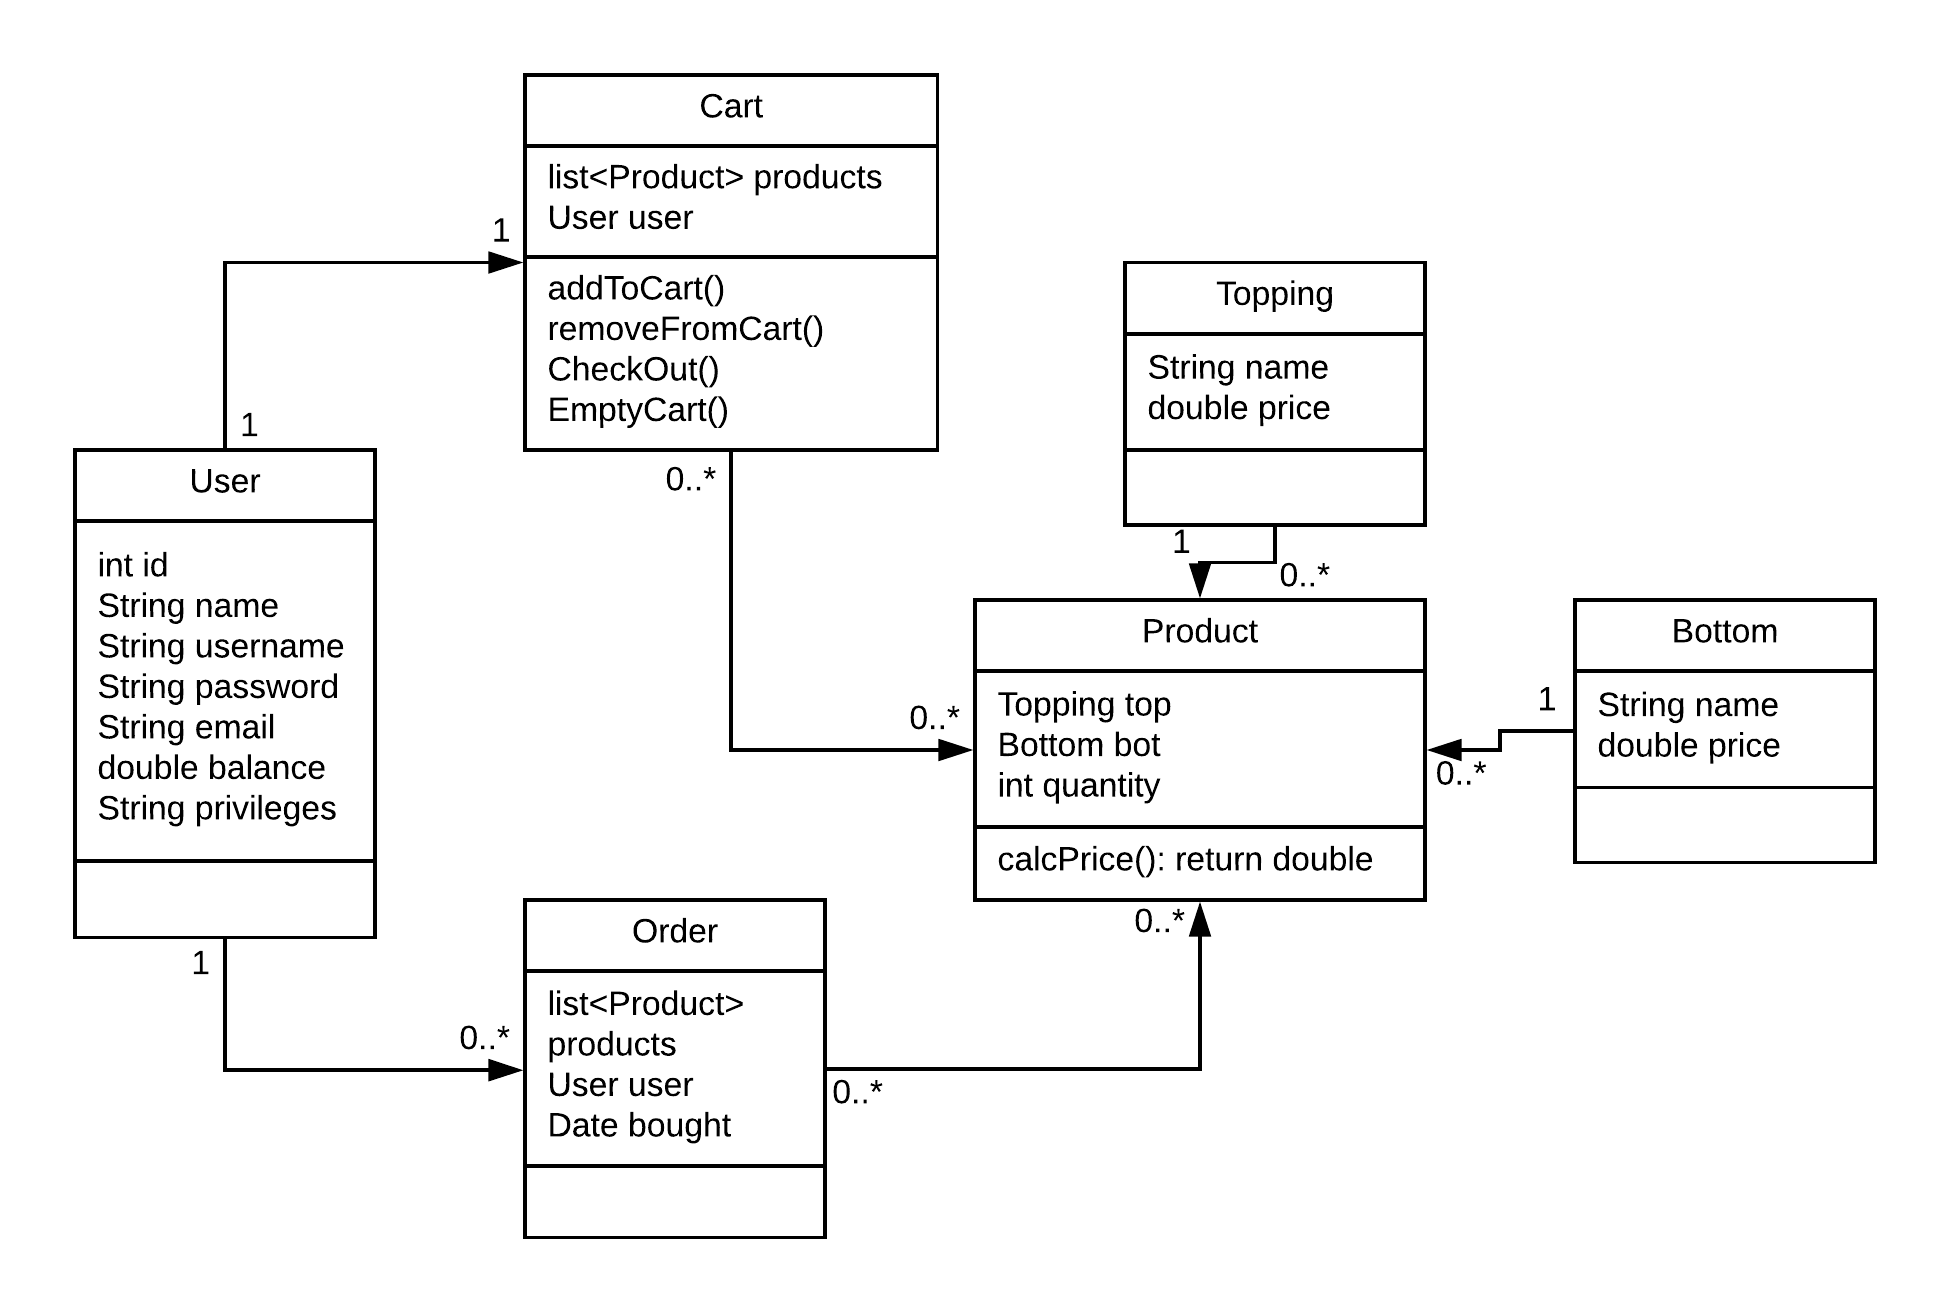 Cart
list<Product> products
User user
addToCart()
removeFromCart()
CheckOut()
EmptyCart()
1
1
0..*
User
int id
String name
String username
String password
String email
double balance
String privileges
1
0..*
Order
list<Product>
products
User user
Date bought
0..*
Topping
String name
double price
1
0..*
Product
Topping top
Bottom bot
int quantity
calcPrice(): return double
0..*
0..*
Bottom
String name
double price
1
0..*